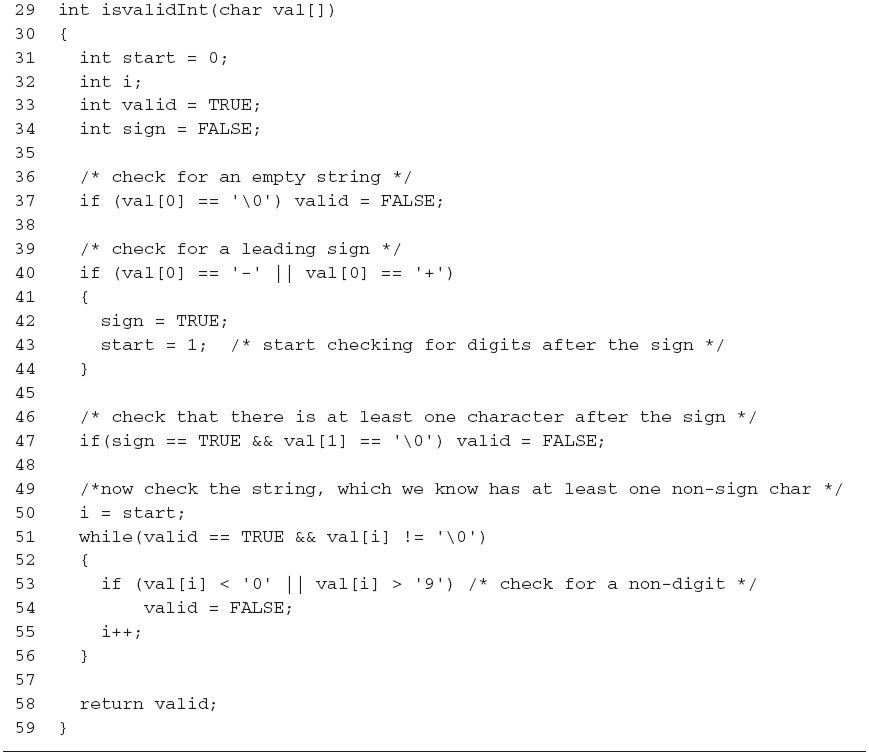 29 int isvalidInt(char val[])
30 {
31   int start = 0;
32   int i;
33   int valid = TRUE;
34   int sign = FALSE;
35
36   /* check for an empty string */
37   if (val[0] == '\0') valid = FALSE;
38
39   /* check for a leading sign */
40   if (val[0] == '-' || val[0] == '+')
41   {
42     sign = TRUE;
43     start = 1;  /* start checking for digits after the sign */
44   }
45
46   /* check that there is at least one character after the sign */
47   if(sign == TRUE && val[1] == '\0') valid = FALSE;
48
49   /*now check the string, which we know has at least one non-sign char */
50   i = start;
51   while(valid == TRUE && val[i] != '\0')
52   {
53     if (val[i] < '0' || val[i] > '9') /* check for a non-digit */
54         valid = FALSE;
55     i++;
56   }
57
58   return valid;
59 }